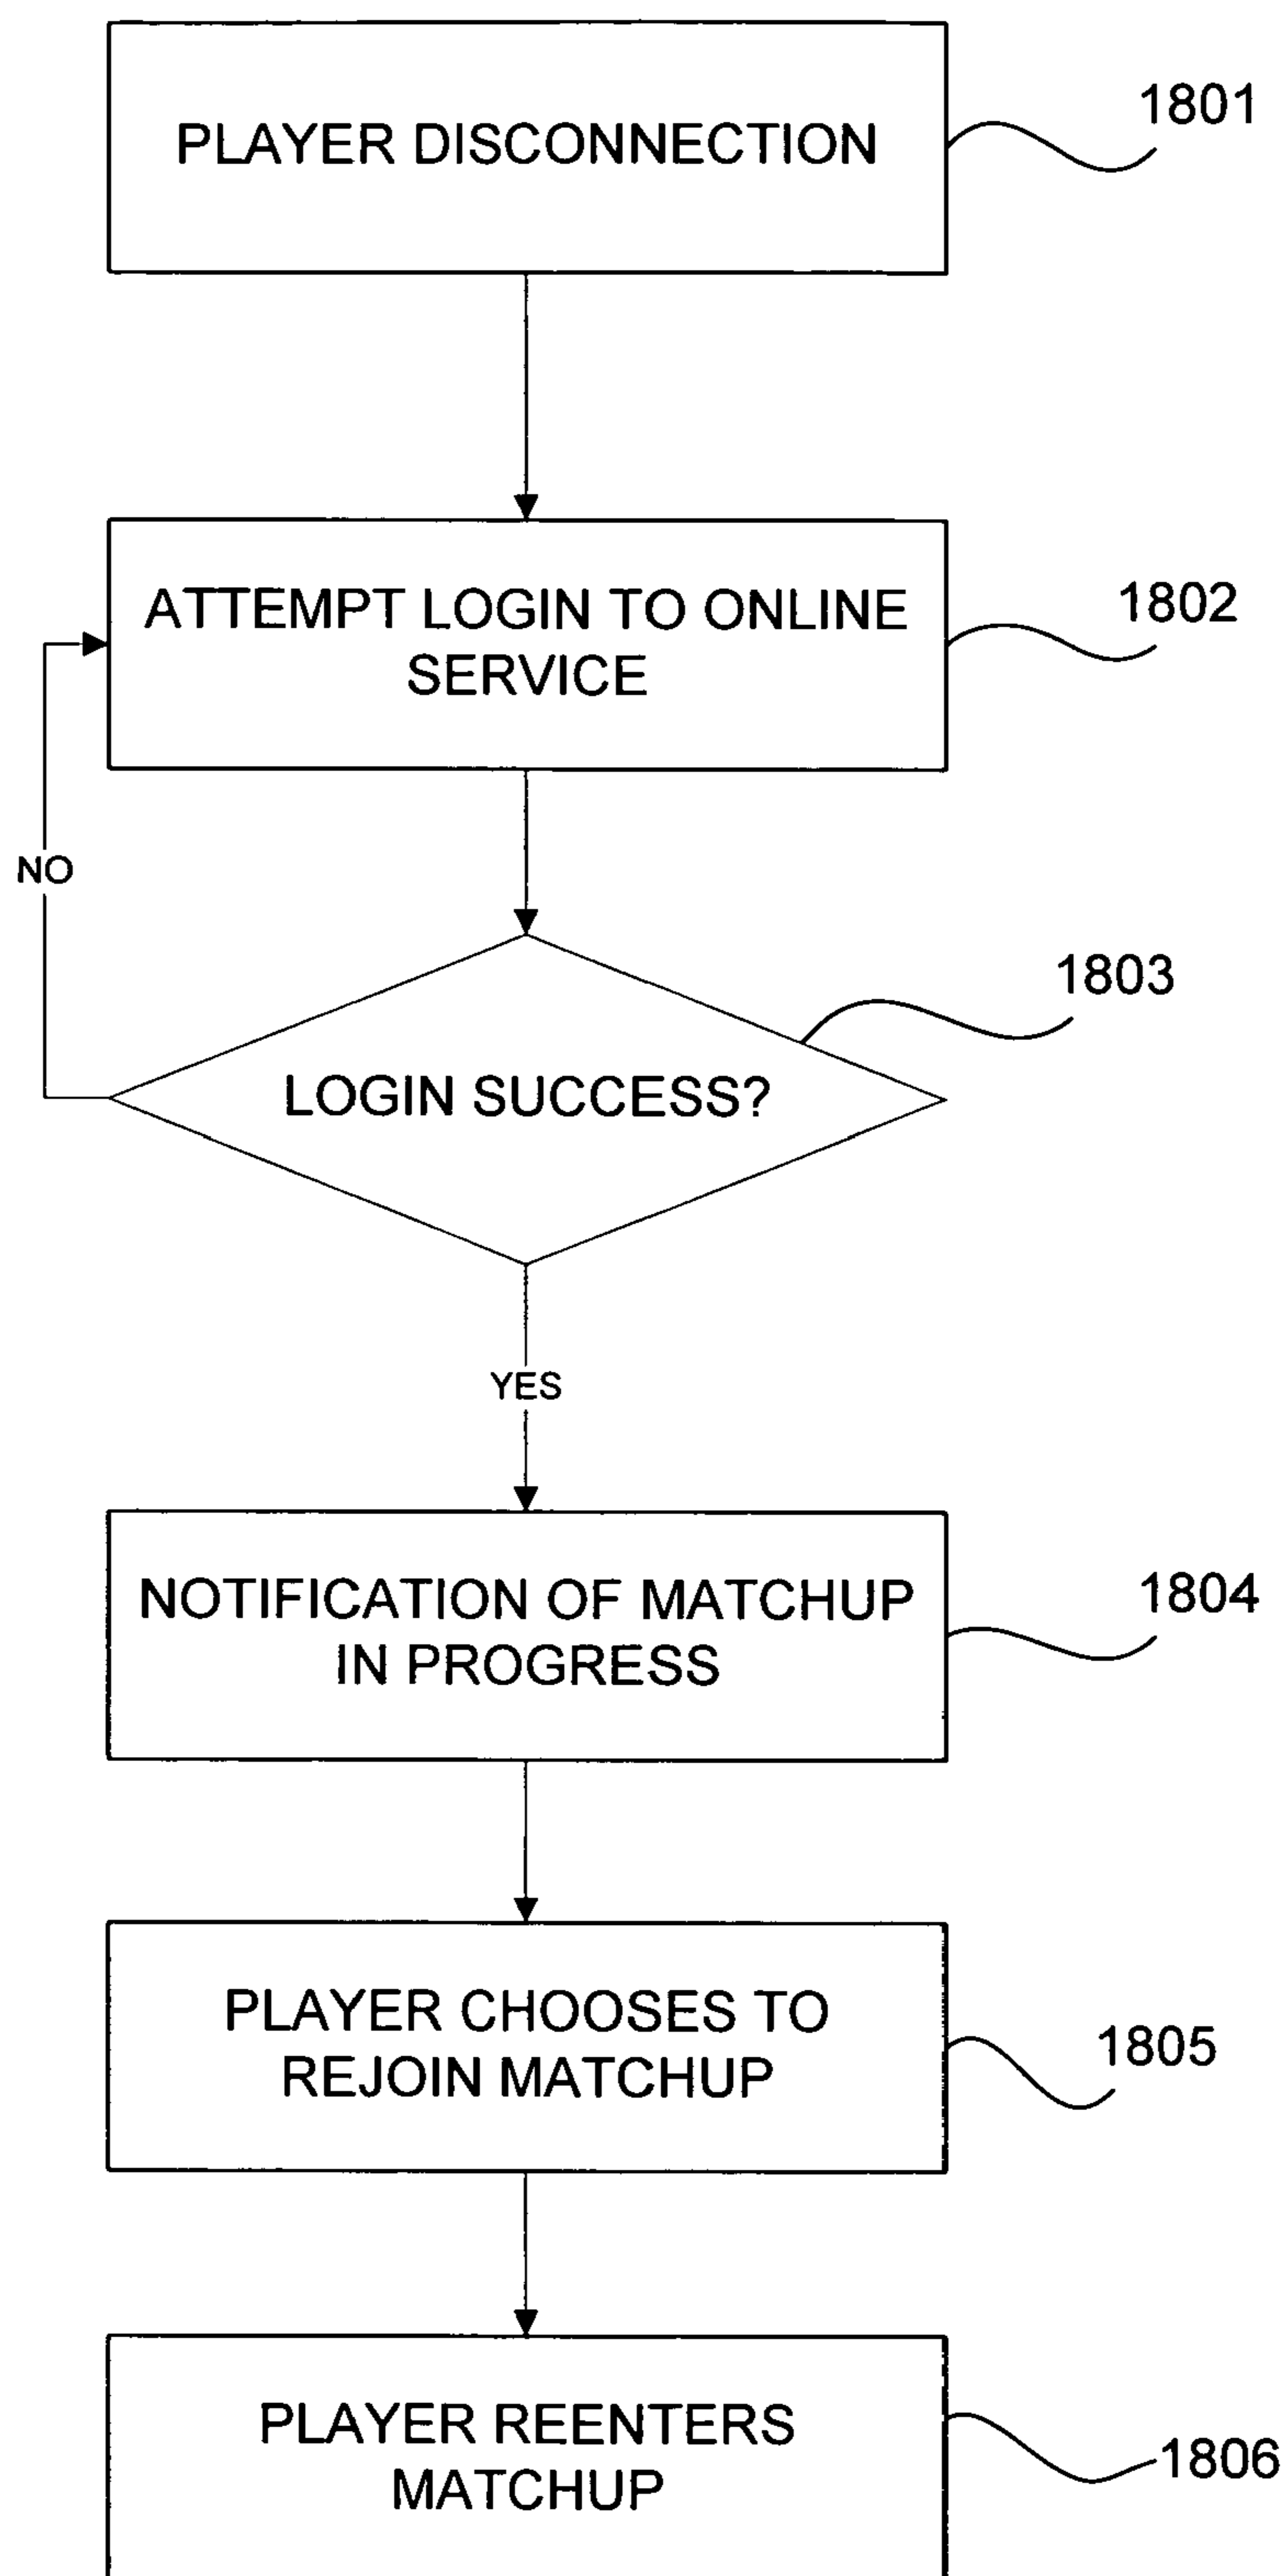 PLAYER DISCONNECTION
1801
ATTEMPT LOGIN TO ONLINE
SERVICE
1802
NO
LOGIN SUCCESS?
1803
YES
NOTIFICATION OF MATCHUP
IN PROGRESS
1804
PLAYER CHOOSES TO
REJOIN MATCHUP
1805
PLAYER REENTERS
MATCHUP
1806